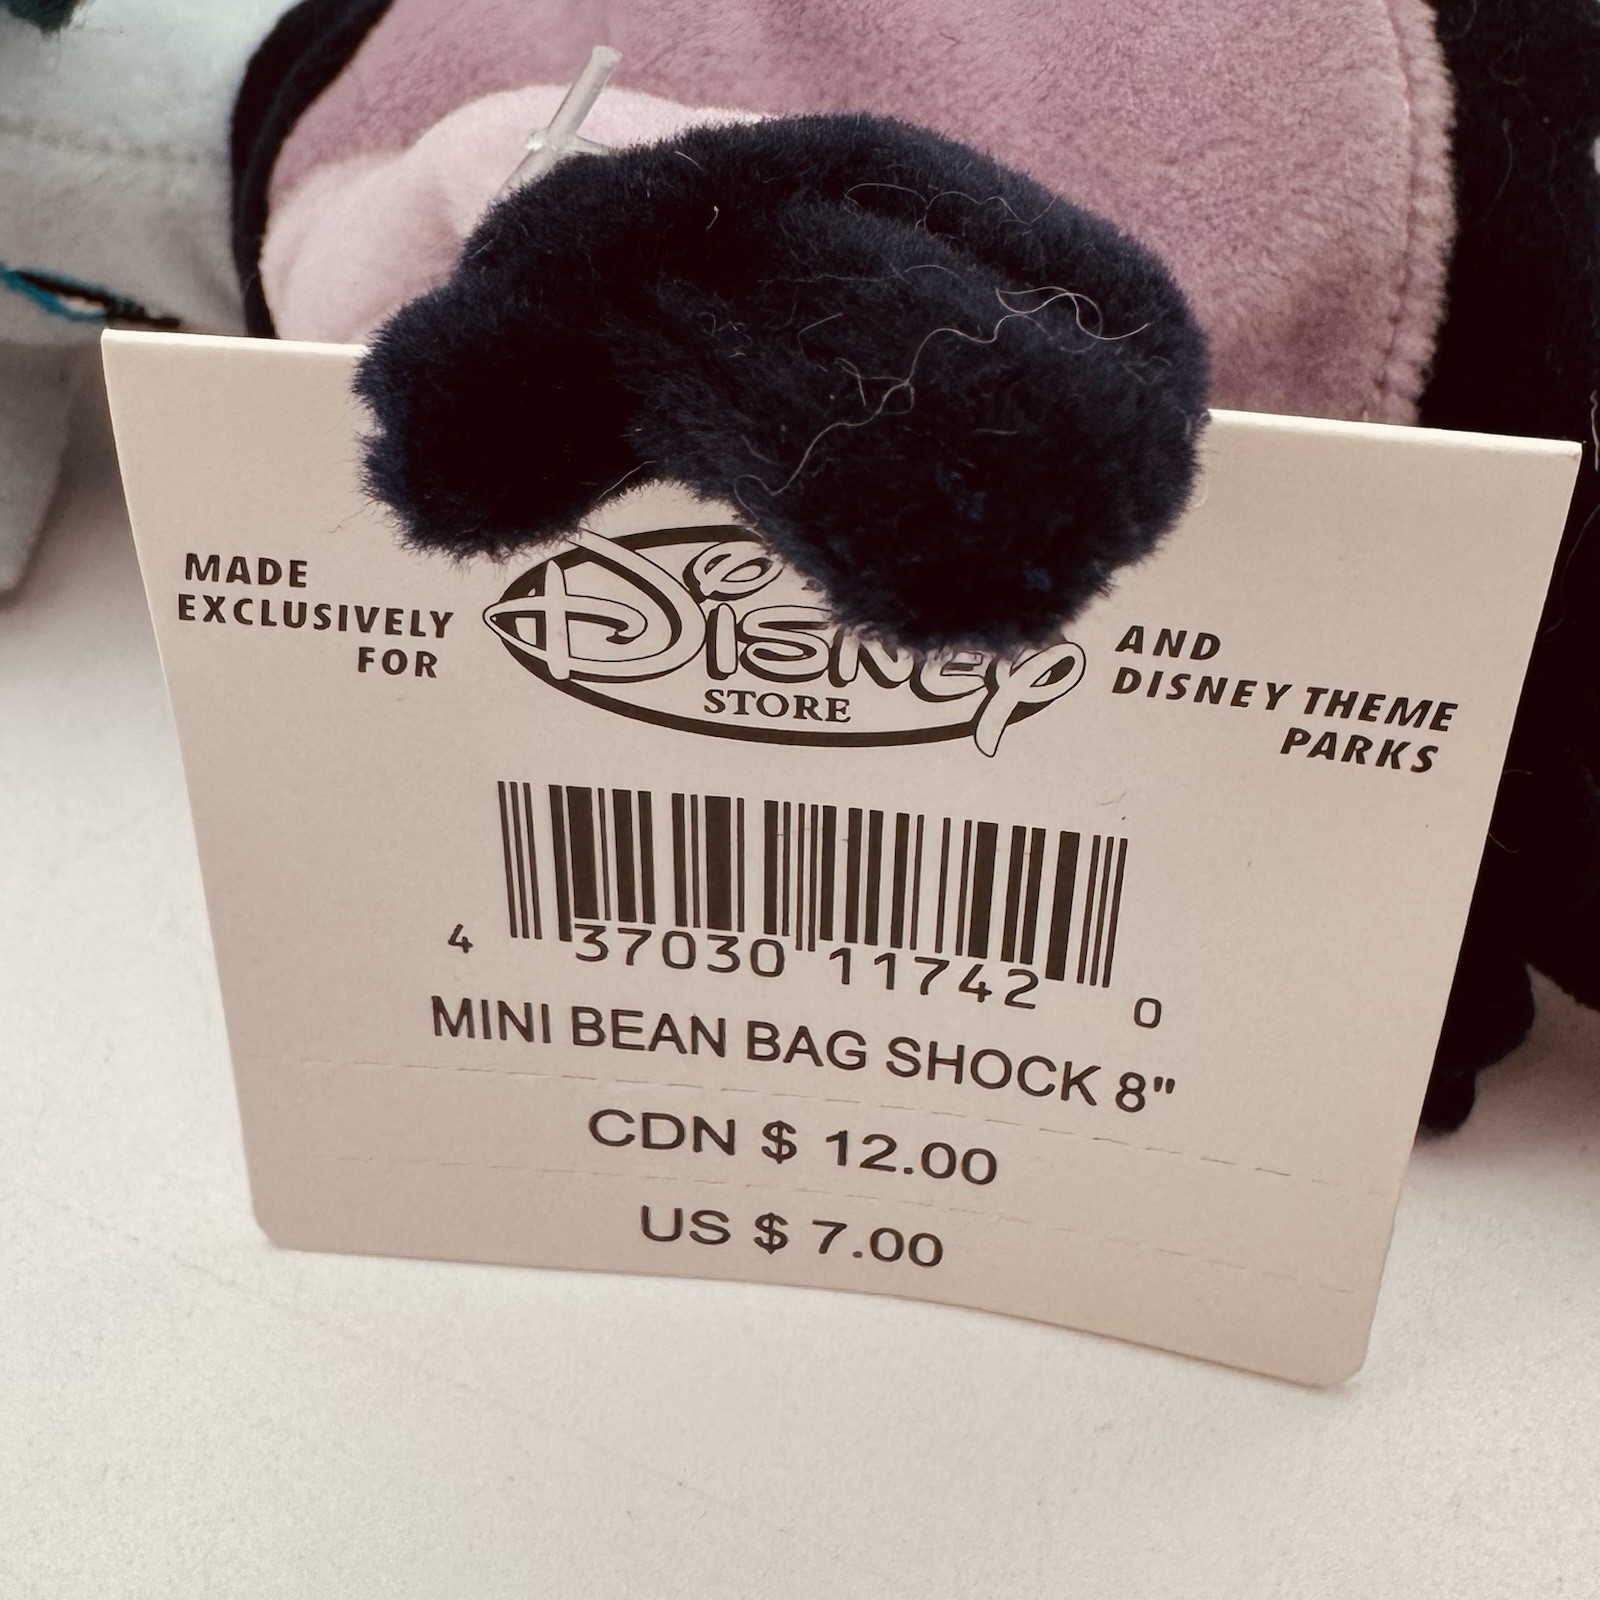 MADE
EXCLUSIVELY
FOR
Disney
STORE
AND
DISNEY THEME
PARKS
4 37030 11742 0
MINI BEAN BAG SHOCK 8"
CDN $ 12.00
US $ 7.00